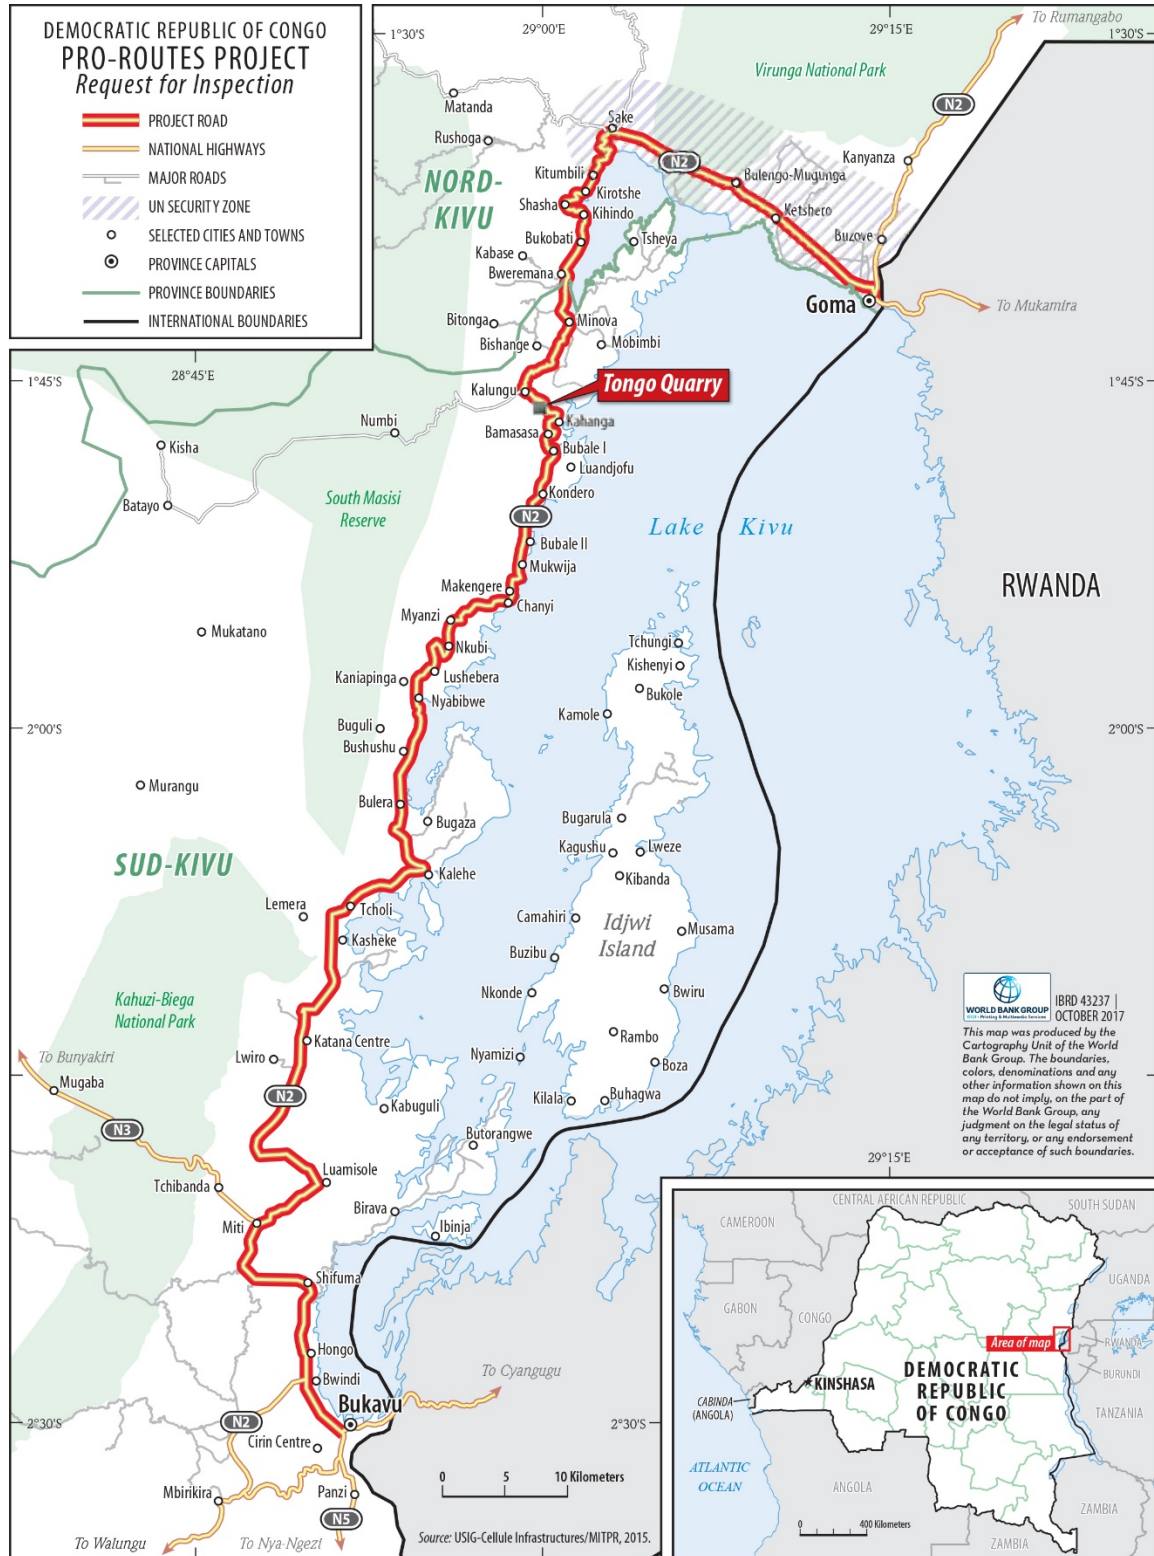 DEMOCRATIC REPUBLIC OF CONGO
PRO-ROUTES PROJECT
Request for Inspection
PROJECT ROAD
NATIONAL HIGHWAYS
MAJOR ROADS
UN SECURITY ZONE
SELECTED CITIES AND TOWNS
PROVINCE CAPITALS
PROVINCE BOUNDARIES
INTERNATIONAL BOUNDARIES
1°30'S
29°00'E
29°15'E
To Rumangabo
1°30'S
Virunga National Park
Matanda
N2
Sake
Rushoga
N2
Kanyanza
Kitumbili
Bulengo-Mugunga
NORD-
KIVU
Kirotshe
Shasha
Kihindo
Ketshero
Bukobati
Tsheya
Buzove
Kabase
Bweremana
Goma
To Mukamira
Bitonga
Minova
Bishange
Mobimbi
28°45'E
1°45'S
1°45'S
Kalungu
Tongo Quarry
Numbi
Kahanga
Kisha
Bamasasa
Bubale I
Luandjofu
South Masisi
Reserve
Batayo
Kondero
N2
Lake Kivu
Bubale II
Mukwija
RWANDA
Makengere
Chanyi
Myanzi
Mukatano
Nkubi
Tchungi
Kishenyi
Lushebera
Kaniapinga
Nyabibwe
Bukole
Kamole
2°00'S
2°00'S
Buguli
Bushushu
Murangu
Bulera
Bugaza
Bugarula
Kagushu
Lweze
SUD-KIVU
Kalehe
Kibanda
Lemera
Tcholi
Camahiri
Idjwi
Island
Musama
Kasheke
Buzibu
Nkonde
Bwiru
Kahuzi-Biega
National Park
Katana Centre
Rambo
To Bunyakiri
Lwiro
Nyamizi
Boza
Mugaba
N2
Kabuguli
Kilala
Buhagwa
N3
Butorangwe
Tchibanda
Luamisole
Birava
Miti
Ibinja
Shifuma
Hongo
Bwindi
To Cyangugu
Bukavu
N2
2°30'S
2°30'S
Cirin Centre
Mbirikira
Panzi
N5
To Walungu
To Nya-Ngezi
0 5 10 Kilometers
Source: USIG-Cellule Infrastructures/MITPR, 2015.
WORLD BANK GROUP
IBRD 43237 |
OCTOBER 2017
This map was produced by the
Cartography Unit of the World
Bank Group. The boundaries,
colors, denominations and any
other information shown on this
map do not imply, on the part of
the World Bank Group, any
judgment on the legal status of
any territory, or any endorsement
or acceptance of such boundaries.
29°15'E
CENTRAL AFRICAN REPUBLIC
SOUTH SUDAN
CAMEROON
UGANDA
GABON
CONGO
Area of map
RWANDA
DEMOCRATIC
REPUBLIC
OF CONGO
BURUNDI
KINSHASA
CABINDA
(ANGOLA)
TANZANIA
ATLANTIC
OCEAN
ANGOLA
ZAMBIA
0 400 Kilometers
ZAMBIA